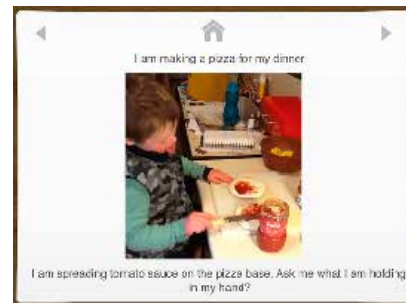 I am making a pizza for my dinner
I am spreading tomato sauce on the pizza base. Ask me what I am holding
in my hand?